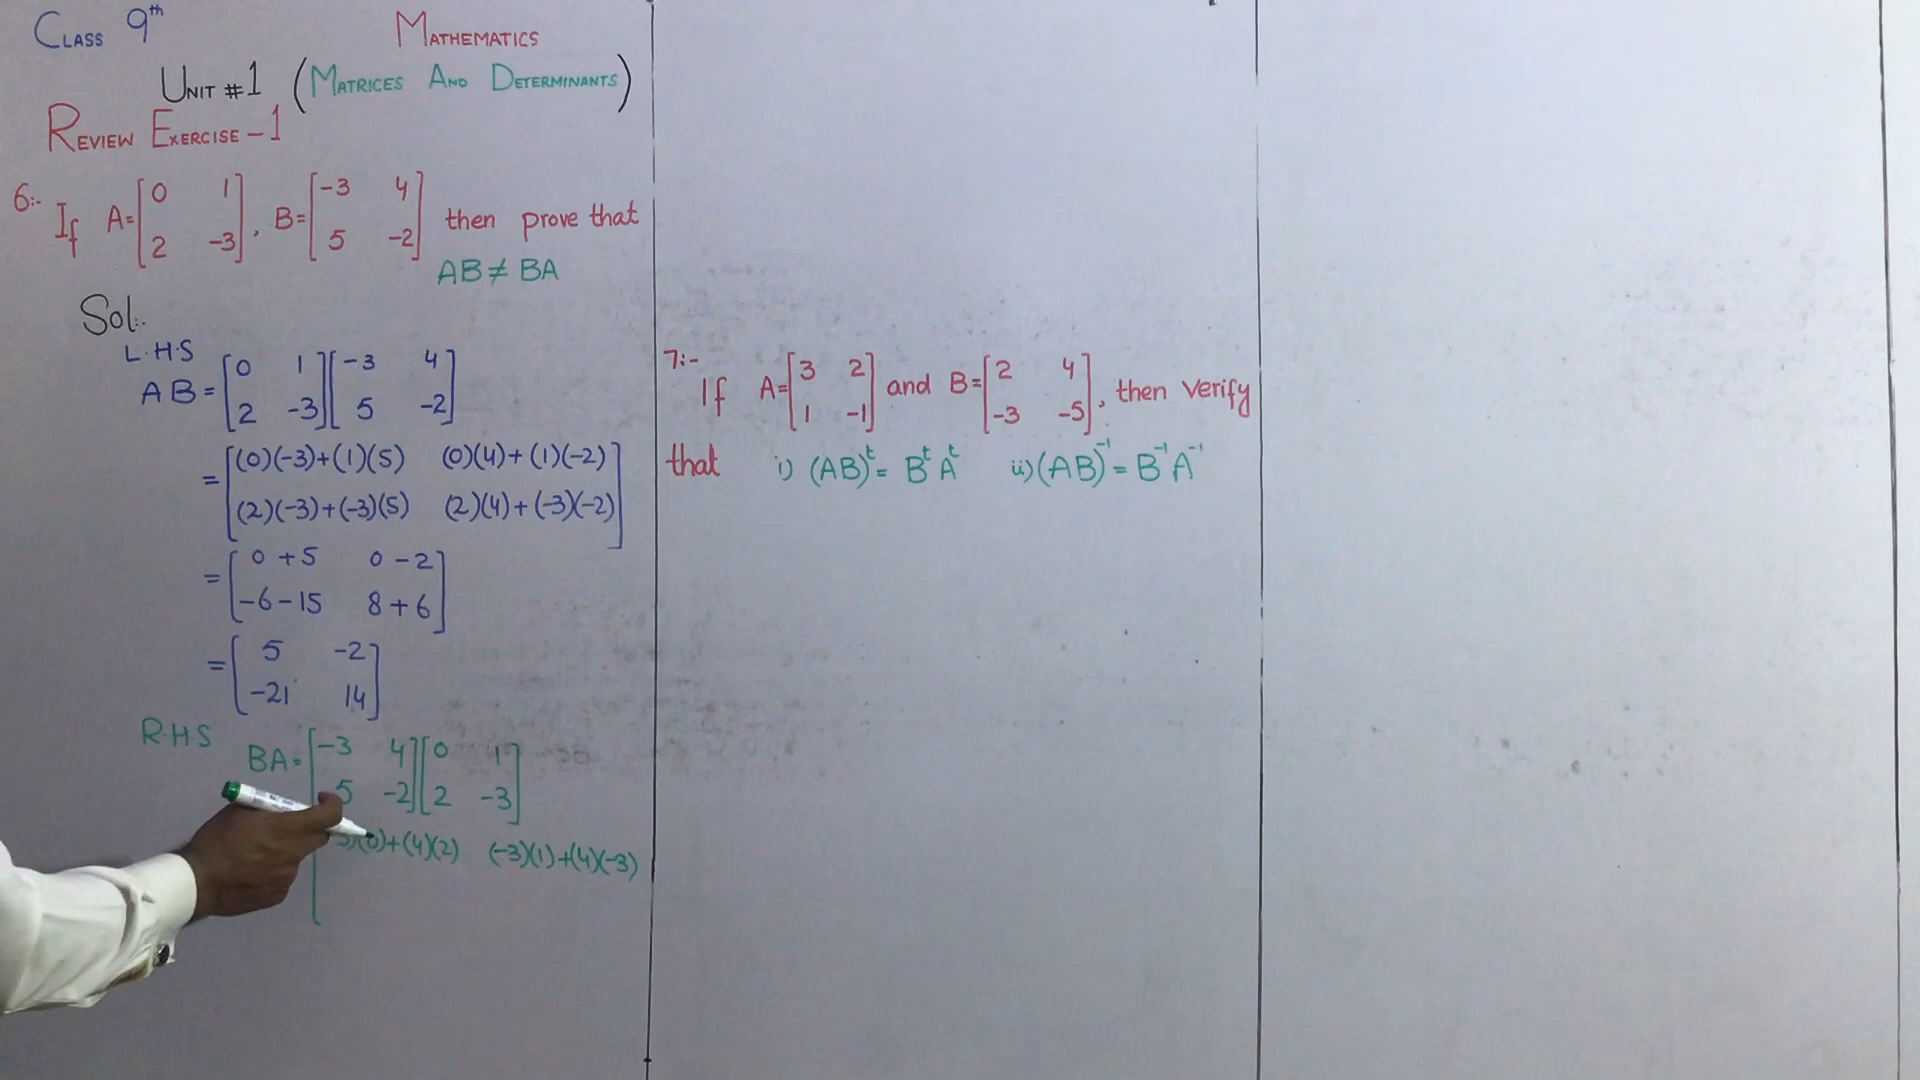 CLASS 9th MATHEMATICS
UNIT #1 (MATRICES AND DETERMINANTS)
REVIEW EXERCISE-1
6:- If A=[0 1
2 -3], B=[-3 4
5 -2] then prove that
AB≠BA
Sol:.
L.H.S
AB=[0 1
2 -3][-3 4
5 -2]
=[(0)(-3)+(1)(5) (0)(4)+(1)(-2)
(2)(-3)+(-3)(5) (2)(4)+(-3)(-2)]
=[0+5 0-2
-6-15 8+6]
=[5 -2
-21 14]
R.H.S
BA=[-3 4
5 -2][0 1
2 -3]
3)(0)+(4)(2) (-3)(1)+(4)(-3)
7:- If A=[3 2
1 -1] and B=[2 4
-3 -5], then Verify
that i) (AB)ᵗ= BᵗAᵗ ii) (AB)⁻¹= B⁻¹A⁻¹